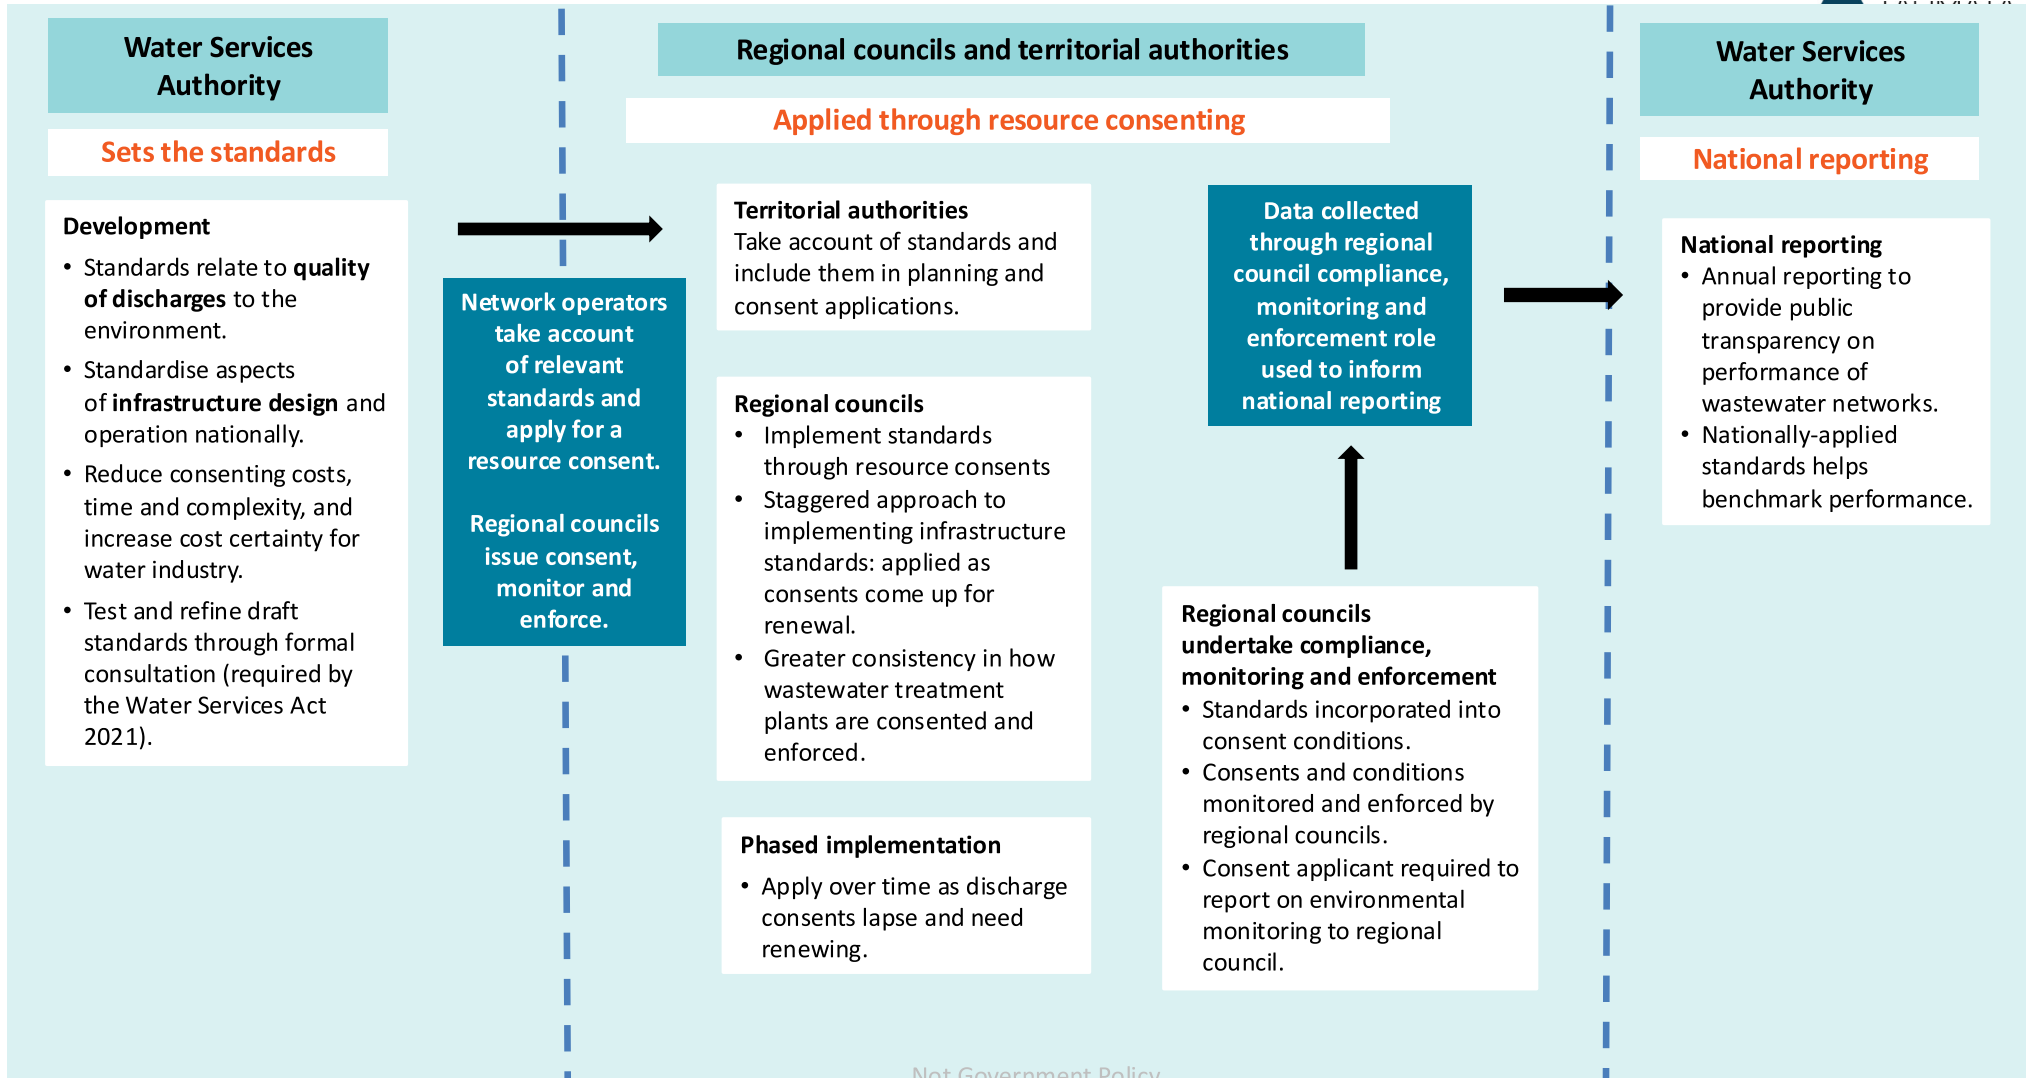 Water Services
Authority
Sets the standards
Development
• Standards relate to quality
of discharges to the
environment.
• Standardise aspects
of infrastructure design and
operation nationally.
• Reduce consenting costs,
time and complexity, and
increase cost certainty for
water industry.
• Test and refine draft
standards through formal
consultation (required by
the Water Services Act
2021).
Network operators
take account
of relevant
standards and
apply for a
resource consent.
Regional councils
issue consent,
monitor and
enforce.
Regional councils and territorial authorities
Applied through resource consenting
Territorial authorities
Take account of standards and
include them in planning and
consent applications.
Regional councils
• Implement standards
through resource consents
• Staggered approach to
implementing infrastructure
standards: applied as
consents come up for
renewal.
• Greater consistency in how
wastewater treatment
plants are consented and
enforced.
Phased implementation
• Apply over time as discharge
consents lapse and need
renewing.
Data collected
through regional
council compliance,
monitoring and
enforcement role
used to inform
national reporting
Regional councils
undertake compliance,
monitoring and enforcement
• Standards incorporated into
consent conditions.
• Consents and conditions
monitored and enforced by
regional councils.
• Consent applicant required to
report on environmental
monitoring to regional
council.
Water Services
Authority
National reporting
National reporting
• Annual reporting to
provide public
transparency on
performance of
wastewater networks.
• Nationally-applied
standards helps
benchmark performance.
Not Government Policy